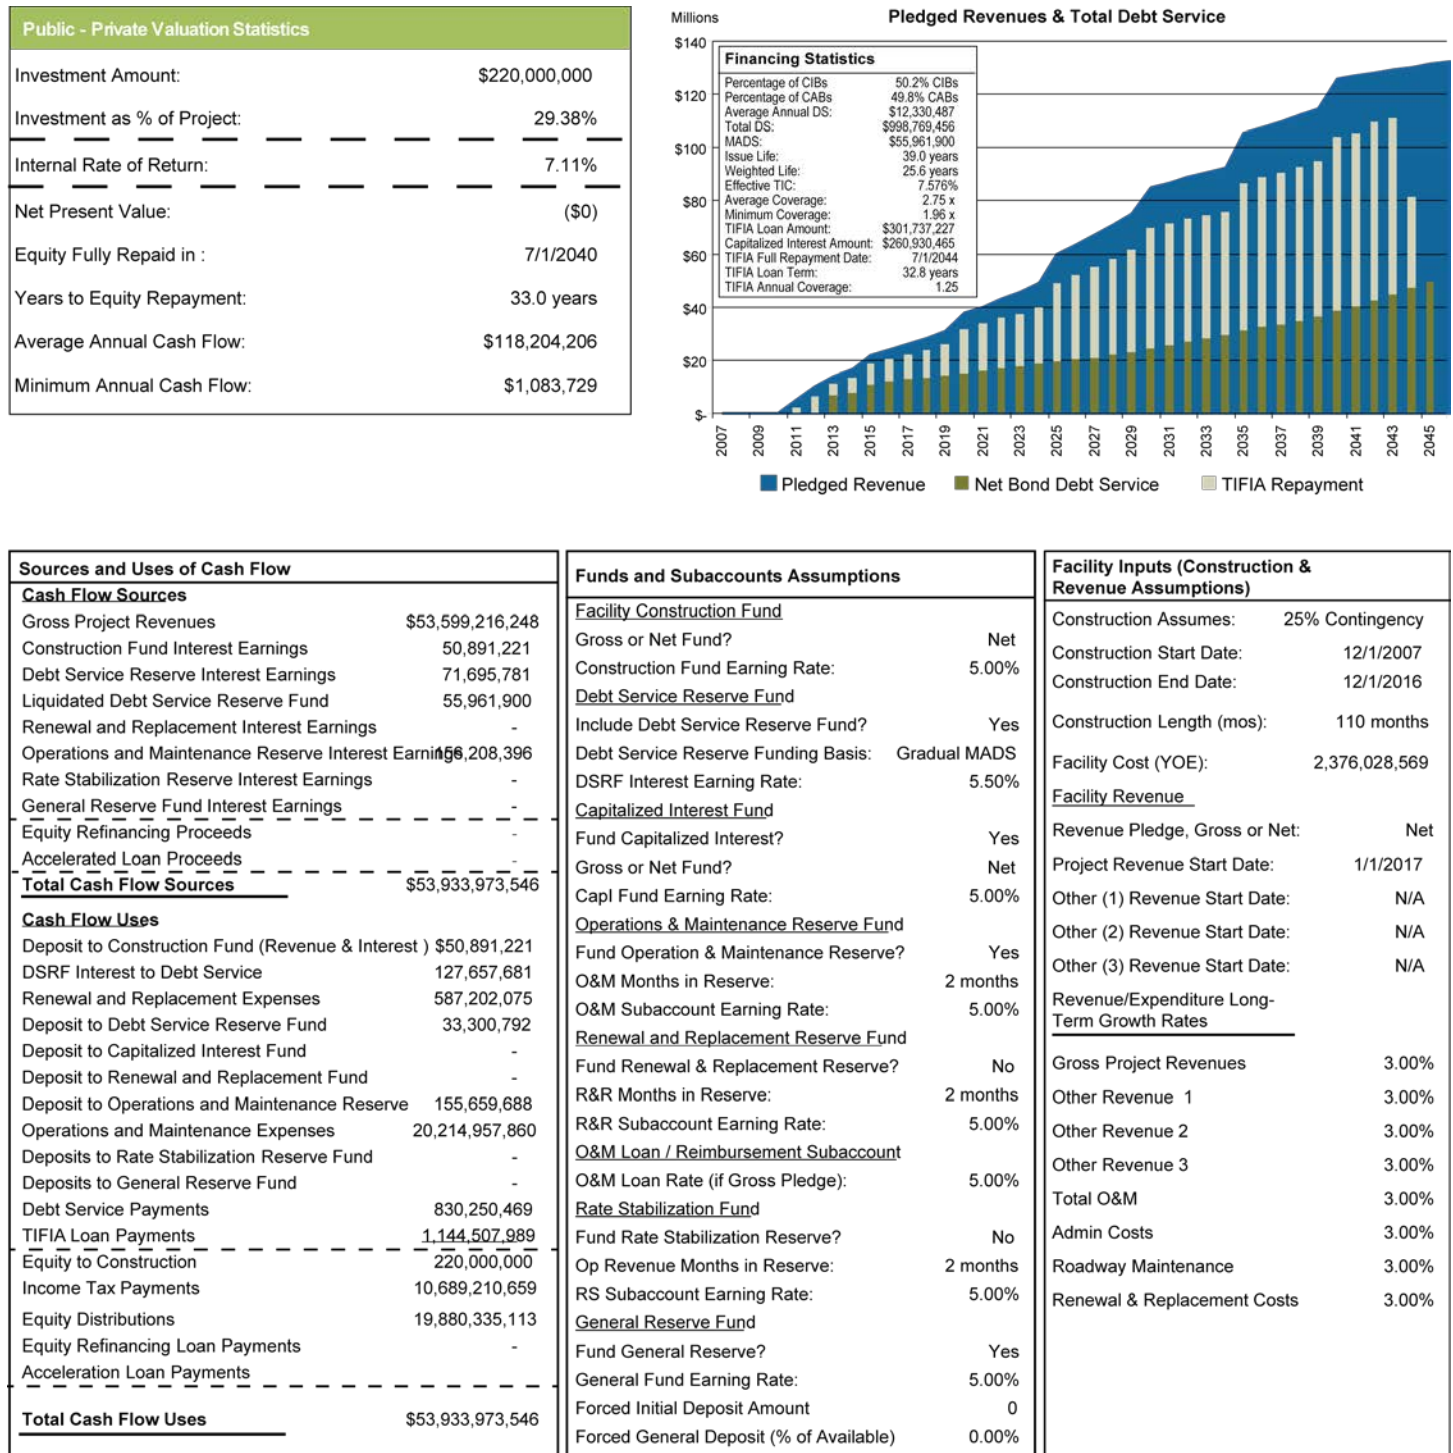 Public - Private Valuation Statistics
Investment Amount: $220,000,000
Investment as % of Project: 29.38%
Internal Rate of Return: 7.11%
Net Present Value: ($0)
Equity Fully Repaid in : 7/1/2040
Years to Equity Repayment: 33.0 years
Average Annual Cash Flow: $118,204,206
Minimum Annual Cash Flow: $1,083,729
Millions
Pledged Revenues & Total Debt Service
$140
$120
$100
$80
$60
$40
$20
$-
Financing Statistics
Percentage of CIBs 50.2% CIBs
Percentage of CABs 49.8% CABs
Average Annual DS: $12,330,487
Total DS: $998,769,456
MADS: $55,961,900
Issue Life: 39.0 years
Weighted Life: 25.6 years
Effective TIC: 7.576%
Average Coverage: 2.75 x
Minimum Coverage: 1.96 x
TIFIA Loan Amount: $301,737,227
Capitalized Interest Amount: $260,930,465
TIFIA Full Repayment Date: 7/1/2044
TIFIA Loan Term: 32.8 years
TIFIA Annual Coverage: 1.25
2007 2009 2011 2013 2015 2017 2019 2021 2023 2025 2027 2029 2031 2033 2035 2037 2039 2041 2043 2045
Pledged Revenue Net Bond Debt Service TIFIA Repayment
Sources and Uses of Cash Flow
Cash Flow Sources
Gross Project Revenues $53,599,216,248
Construction Fund Interest Earnings 50,891,221
Debt Service Reserve Interest Earnings 71,695,781
Liquidated Debt Service Reserve Fund 55,961,900
Renewal and Replacement Interest Earnings -
Operations and Maintenance Reserve Interest Earnings 156,208,396
Rate Stabilization Reserve Interest Earnings -
General Reserve Fund Interest Earnings -
Equity Refinancing Proceeds -
Accelerated Loan Proceeds -
Total Cash Flow Sources $53,933,973,546
Cash Flow Uses
Deposit to Construction Fund (Revenue & Interest ) $50,891,221
DSRF Interest to Debt Service 127,657,681
Renewal and Replacement Expenses 587,202,075
Deposit to Debt Service Reserve Fund 33,300,792
Deposit to Capitalized Interest Fund -
Deposit to Renewal and Replacement Fund -
Deposit to Operations and Maintenance Reserve 155,659,688
Operations and Maintenance Expenses 20,214,957,860
Deposits to Rate Stabilization Reserve Fund -
Deposits to General Reserve Fund -
Debt Service Payments 830,250,469
TIFIA Loan Payments 1,144,507,989
Equity to Construction 220,000,000
Income Tax Payments 10,689,210,659
Equity Distributions 19,880,335,113
Equity Refinancing Loan Payments -
Acceleration Loan Payments
Total Cash Flow Uses $53,933,973,546
Funds and Subaccounts Assumptions
Facility Construction Fund
Gross or Net Fund? Net
Construction Fund Earning Rate: 5.00%
Debt Service Reserve Fund
Include Debt Service Reserve Fund? Yes
Debt Service Reserve Funding Basis: Gradual MADS
DSRF Interest Earning Rate: 5.50%
Capitalized Interest Fund
Fund Capitalized Interest? Yes
Gross or Net Fund? Net
Capl Fund Earning Rate: 5.00%
Operations & Maintenance Reserve Fund
Fund Operation & Maintenance Reserve? Yes
O&M Months in Reserve: 2 months
O&M Subaccount Earning Rate: 5.00%
Renewal and Replacement Reserve Fund
Fund Renewal & Replacement Reserve? No
R&R Months in Reserve: 2 months
R&R Subaccount Earning Rate: 5.00%
O&M Loan / Reimbursement Subaccount
O&M Loan Rate (if Gross Pledge): 5.00%
Rate Stabilization Fund
Fund Rate Stabilization Reserve? No
Op Revenue Months in Reserve: 2 months
RS Subaccount Earning Rate: 5.00%
General Reserve Fund
Fund General Reserve? Yes
General Fund Earning Rate: 5.00%
Forced Initial Deposit Amount 0
Forced General Deposit (% of Available) 0.00%
Facility Inputs (Construction &
Revenue Assumptions)
Construction Assumes: 25% Contingency
Construction Start Date: 12/1/2007
Construction End Date: 12/1/2016
Construction Length (mos): 110 months
Facility Cost (YOE): 2,376,028,569
Facility Revenue
Revenue Pledge, Gross or Net: Net
Project Revenue Start Date: 1/1/2017
Other (1) Revenue Start Date: N/A
Other (2) Revenue Start Date: N/A
Other (3) Revenue Start Date: N/A
Revenue/Expenditure Long-
Term Growth Rates
Gross Project Revenues 3.00%
Other Revenue 1 3.00%
Other Revenue 2 3.00%
Other Revenue 3 3.00%
Total O&M 3.00%
Admin Costs 3.00%
Roadway Maintenance 3.00%
Renewal & Replacement Costs 3.00%